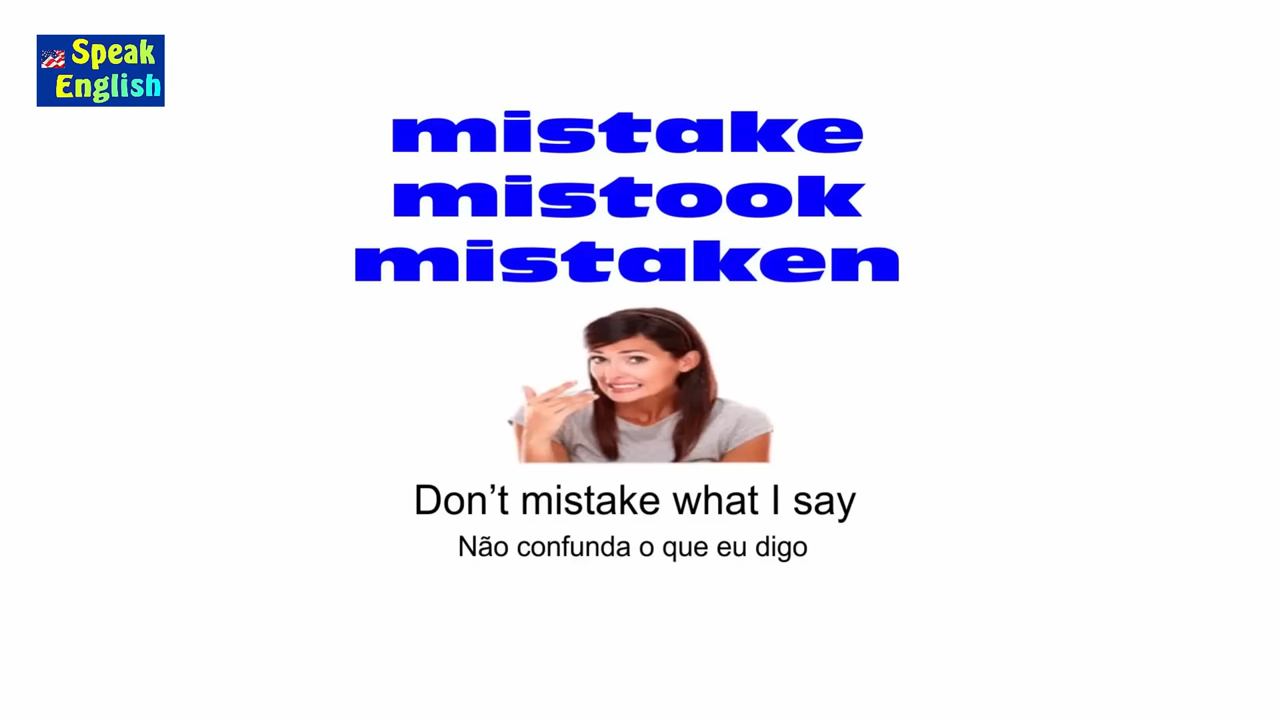 Speak
English
mistake
mistook
mistaken
Don’t mistake what I say
Não confunda o que eu digo